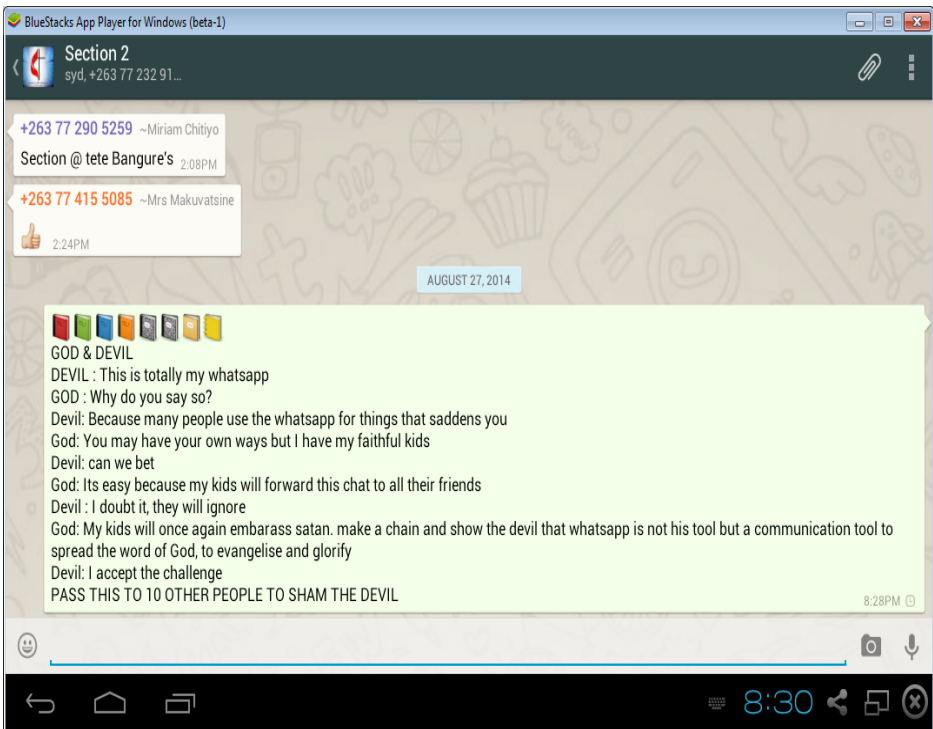 BlueStacks App Player for Windows (beta-1)
Section 2
syd, +263 77 232 91...
+263 77 290 5259 ~Miriam Chitiyo
Section @ tete Bangure's 2:08PM
+263 77 415 5085 ~Mrs Makuvatsine
2:24PM
AUGUST 27, 2014
GOD & DEVIL
DEVIL : This is totally my whatsapp
GOD : Why do you say so?
Devil: Because many people use the whatsapp for things that saddens you
God: You may have your own ways but I have my faithful kids
Devil: can we bet
God: Its easy because my kids will forward this chat to all their friends
Devil : I doubt it, they will ignore
God: My kids will once again embarass satan. make a chain and show the devil that whatsapp is not his tool but a communication tool to
spread the word of God, to evangelise and glorify
Devil: I accept the challenge
PASS THIS TO 10 OTHER PEOPLE TO SHAM THE DEVIL
8:28PM
8:30